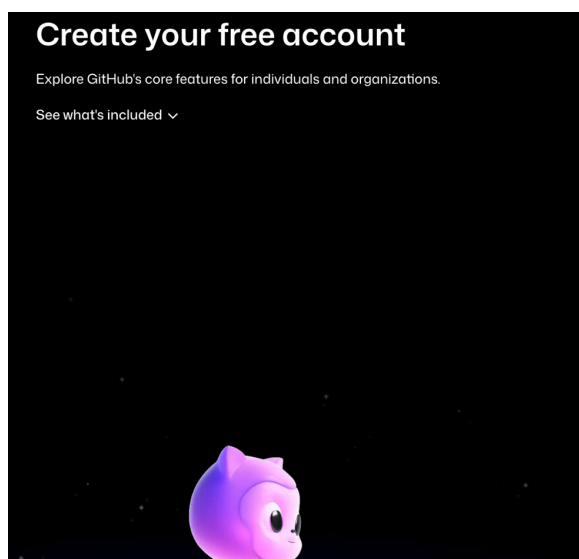 Create your free account
Explore GitHub's core features for individuals and organizations.
See what's included